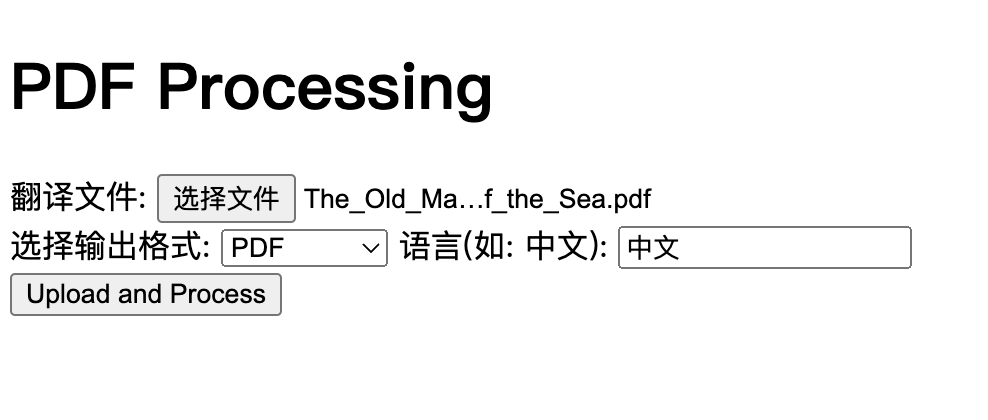 PDF Processing
翻译文件: 选择文件 The_Old_Ma…f_the_Sea.pdf
选择输出格式: PDF 语言(如: 中文): 中文
Upload and Process